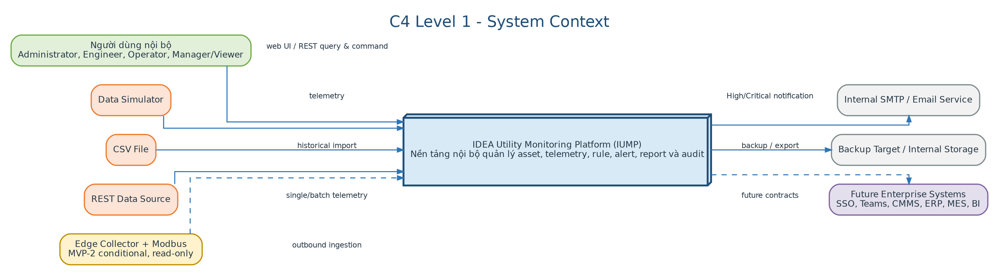 C4 Level 1 - System Context
Người dùng nội bộ
Administrator, Engineer, Operator, Manager/Viewer
web UI / REST query & command
Data Simulator
telemetry
High/Critical notification
Internal SMTP / Email Service
CSV File
historical import
IDEA Utility Monitoring Platform (IUMP)
Nền tảng nội bộ quản lý asset, telemetry, rule, alert, report và audit
backup / export
Backup Target / Internal Storage
REST Data Source
single/batch telemetry
future contracts
Future Enterprise Systems
SSO, Teams, CMMS, ERP, MES, BI
Edge Collector + Modbus
MVP-2 conditional, read-only
outbound ingestion